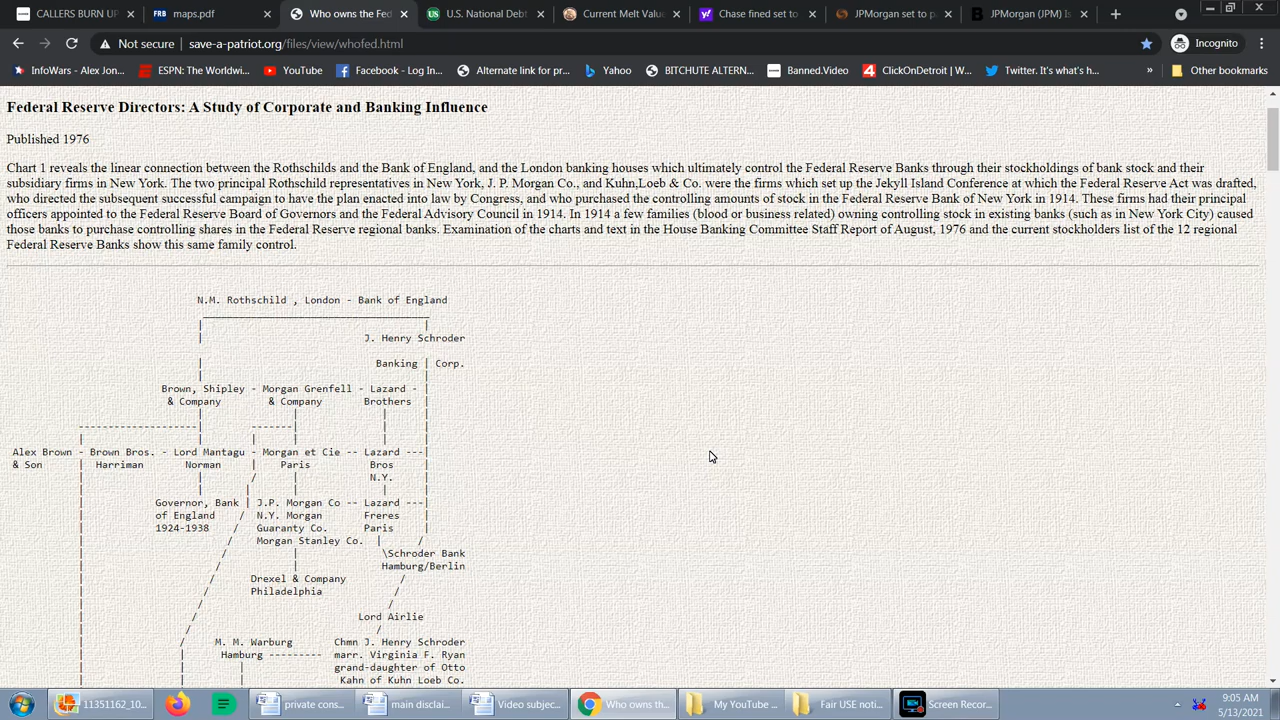 CALLERS BURN UP
FRB maps.pdf
Who owns the Fed
US U.S. National Debt
Current Melt Value
Chase fined set to
JPMorgan set to p
JPMorgan (JPM) Is
Not secure | save-a-patriot.org/files/view/whofed.html
Incognito
InfoWars - Alex Jon...
ESPN: The Worldwi...
YouTube
Facebook - Log In...
Alternate link for pr...
Yahoo
BITCHUTE ALTERN...
Banned.Video
4 ClickOnDetroit | W...
Twitter. It's what's h...
»
Other bookmarks
Federal Reserve Directors: A Study of Corporate and Banking Influence
Published 1976
Chart 1 reveals the linear connection between the Rothschilds and the Bank of England, and the London banking houses which ultimately control the Federal Reserve Banks through their stockholdings of bank stock and their
subsidiary firms in New York. The two principal Rothschild representatives in New York, J. P. Morgan Co., and Kuhn,Loeb & Co. were the firms which set up the Jekyll Island Conference at which the Federal Reserve Act was drafted,
who directed the subsequent successful campaign to have the plan enacted into law by Congress, and who purchased the controlling amounts of stock in the Federal Reserve Bank of New York in 1914. These firms had their principal
officers appointed to the Federal Reserve Board of Governors and the Federal Advisory Council in 1914. In 1914 a few families (blood or business related) owning controlling stock in existing banks (such as in New York City) caused
those banks to purchase controlling shares in the Federal Reserve regional banks. Examination of the charts and text in the House Banking Committee Staff Report of August, 1976 and the current stockholders list of the 12 regional
Federal Reserve Banks show this same family control.
N.M. Rothschild , London - Bank of England
J. Henry Schroder
Banking | Corp.
Brown, Shipley - Morgan Grenfell - Lazard -
& Company & Company Brothers
Alex Brown - Brown Bros. - Lord Mantagu - Morgan et Cie -- Lazard ---
& Son Harriman Norman Paris Bros
N.Y.
Governor, Bank J.P. Morgan Co -- Lazard ---
of England N.Y. Morgan Freres
1924-1938 Guaranty Co. Paris
Morgan Stanley Co.
\Schroder Bank
Hamburg/Berlin
Drexel & Company
Philadelphia
Lord Airlie
M. M. Warburg Chmn J. Henry Schroder
Hamburg --------- marr. Virginia F. Ryan
grand-daughter of Otto
Kahn of Kuhn Loeb Co.
11351162_10...
private cons...
main disclai...
Video subjec...
Who owns th...
My YouTube ...
Fair USE noti...
Screen Recor...
9:05 AM
5/13/2021